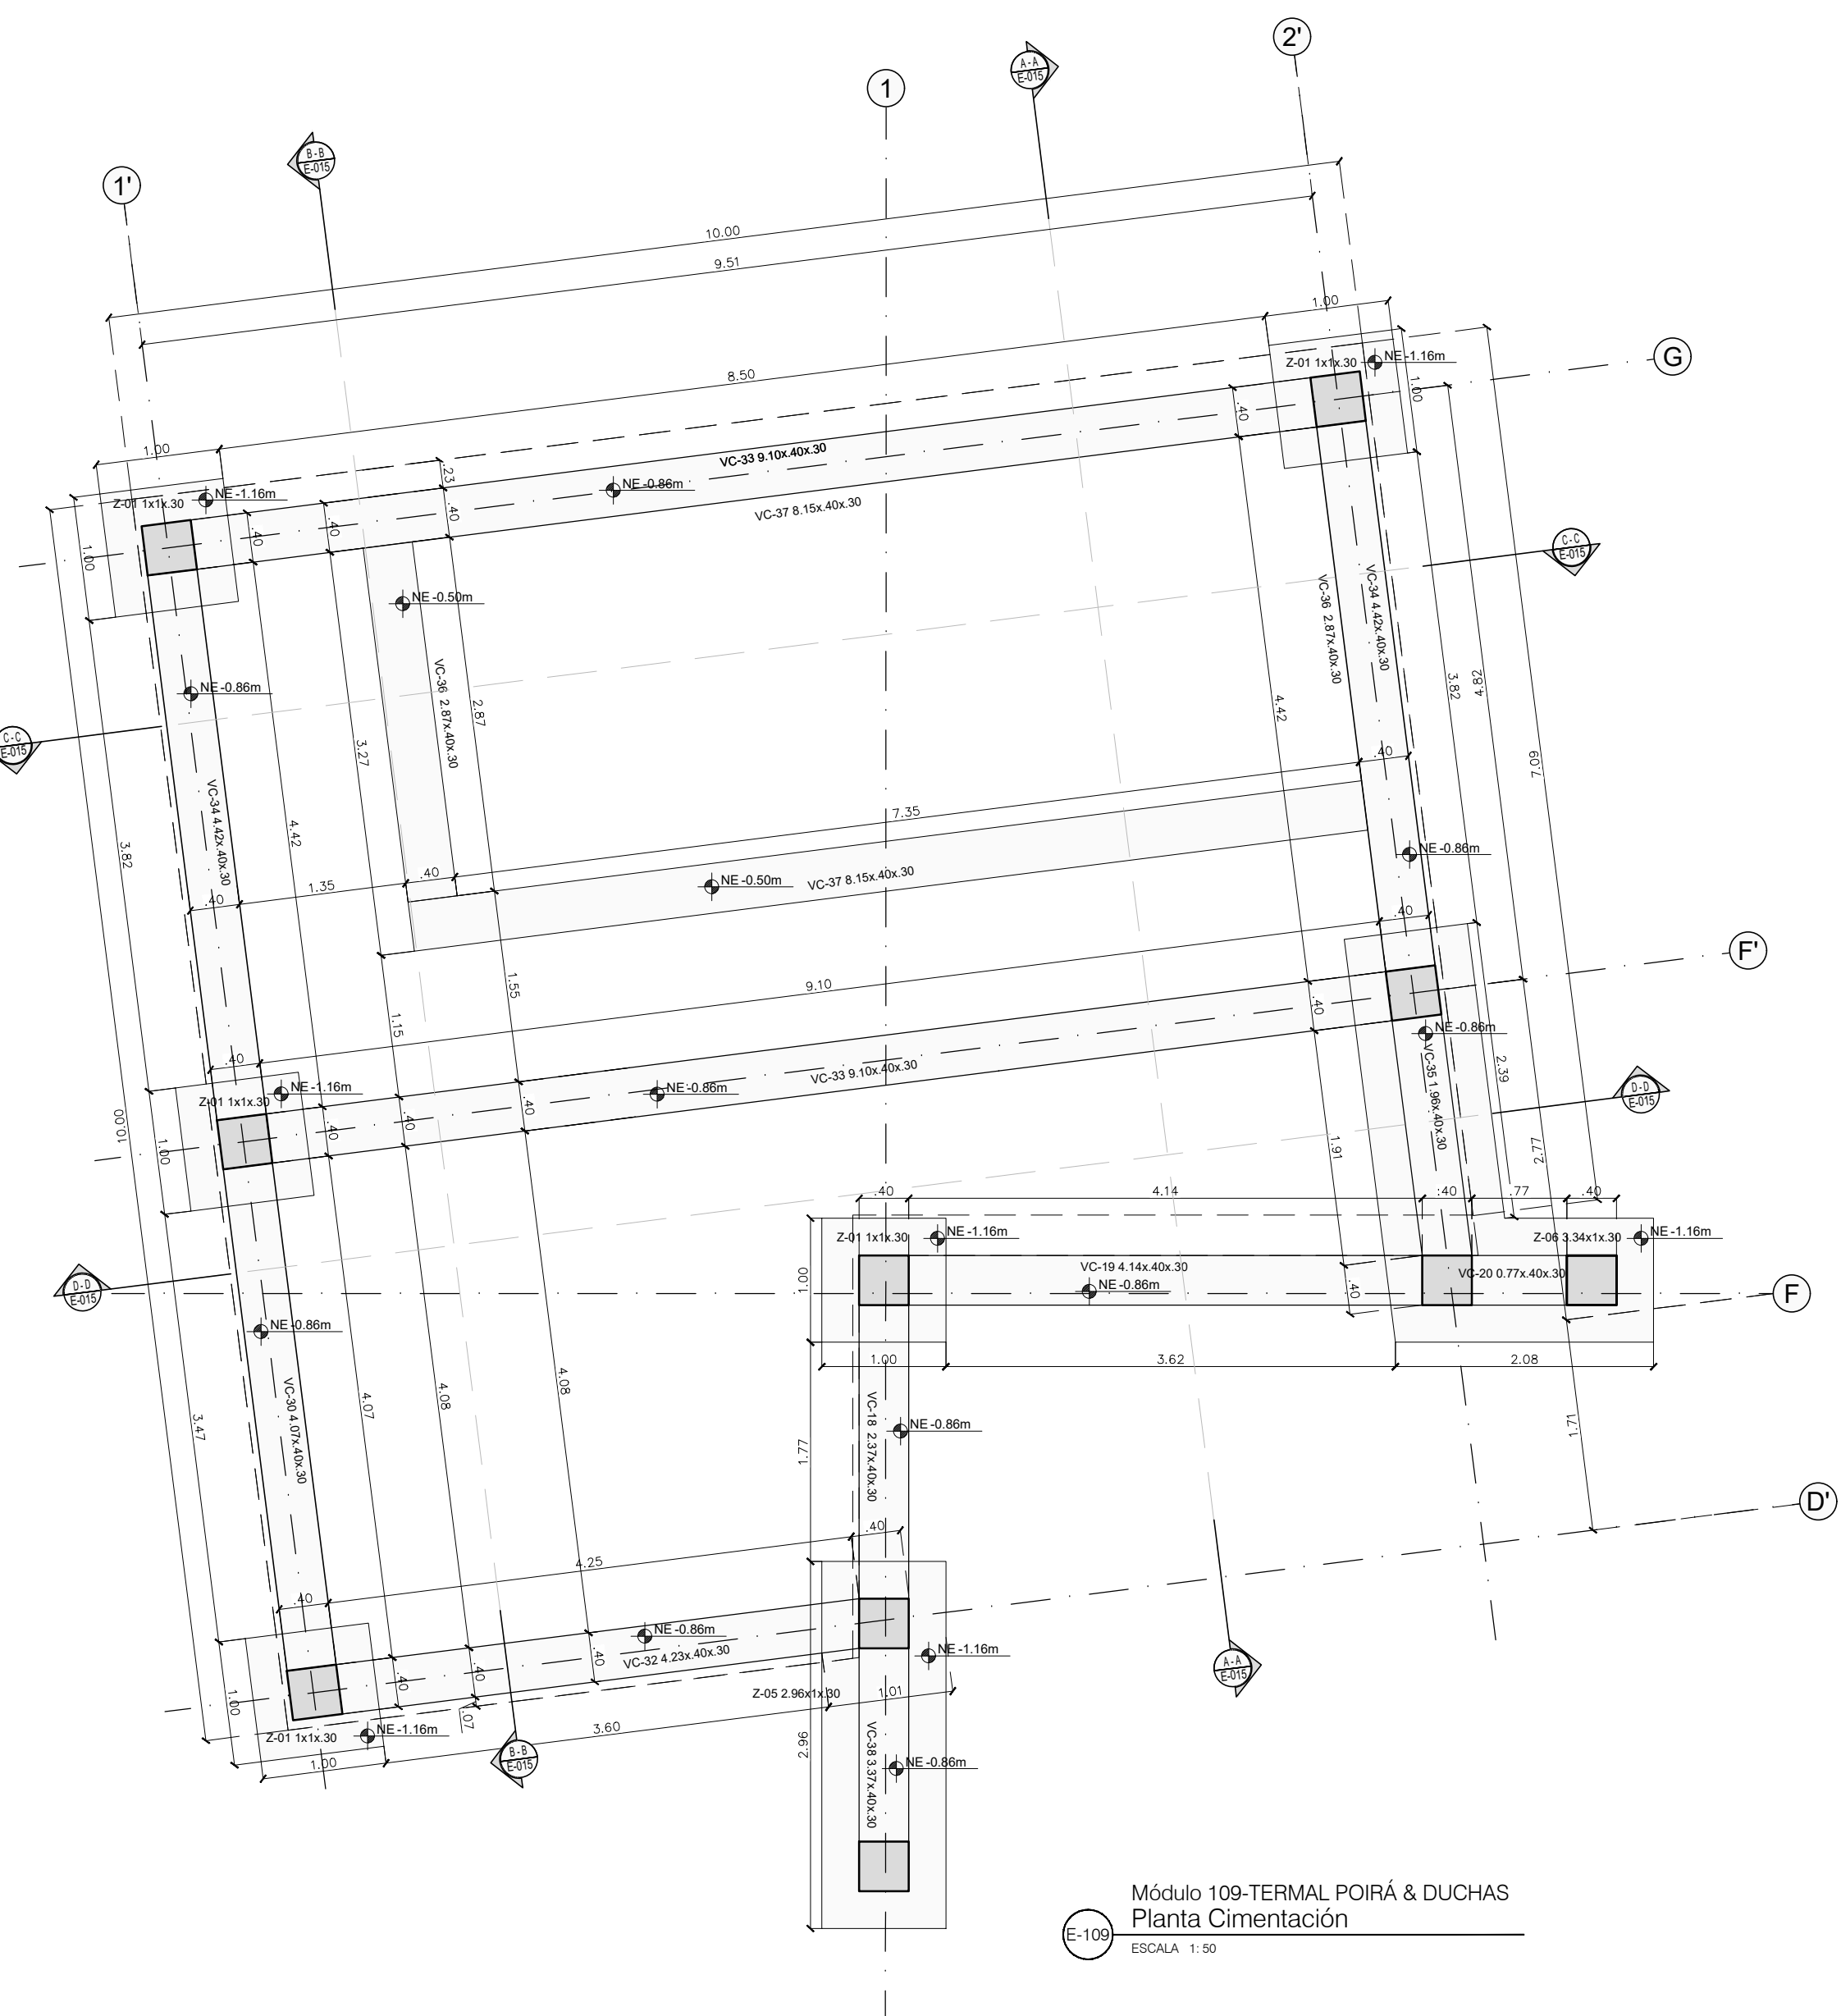 2'
A-A
E-015
1
B-B
E-015
1'
10.00
9.51
1.00
G
Z-01 1x1x.30
NE -1.16m
8.50
1.00
.40
1.00
VC-33 9.10x.40x.30
.23
NE -0.86m
NE -1.16m
Z-01 1x1x.30
VC-37 8.15x.40x.30
.40
.40
.40
1.00
C-C
E-015
NE -0.50m
VC-36 2.87x.40x.30
VC-34 4.42x.40x.30
NE -0.86m
VC-36 2.87x.40x.30
2.87
3.82
4.82
4.42
C-C
E-015
3.27
7.09
.40
VC-34 4.42x.40x.30
4.42
7.35
3.82
NE -0.86m
1.35
.40
NE -0.50m
VC-37 8.15x.40x.30
.40
.40
F'
1.55
9.10
1.15
.40
NE -0.86m
.40
NE -1.16m
NE -0.86m
VC-33 9.10x.40x.30
2.39
Z-01 1x1x.30
VC-35 1.96x.40x.30
D-D
E-015
10.00
.40
.40
.40
1.00
1.91
2.77
.40
4.14
.40
.77
.40
Z-01 1x1x.30
NE -1.16m
Z-06 3.34x1x.30
NE -1.16m
VC-19 4.14x.40x.30
VC-20 0.77x.40x.30
1.00
NE -0.86m
.40
D-D
E-015
F
NE -0.86m
1.00
3.62
2.08
VC-30 4.07x.40x.30
4.07
4.08
4.08
VC-18 2.37x.40x.30
NE -0.86m
1.71
3.47
1.77
D'
.40
4.25
.40
NE -0.86m
VC-32 4.23x.40x.30
.40
.40
.40
NE -1.16m
A-A
E-015
1.00
Z-05 2.96x1x.30
1.01
.07
3.60
Z-01 1x1x.30
NE -1.16m
1.00
B-B
E-015
2.96
VC-38 3.37x.40x.30
NE -0.86m
Módulo 109-TERMAL POIRÁ & DUCHAS
E-109
Planta Cimentación
ESCALA 1: 50